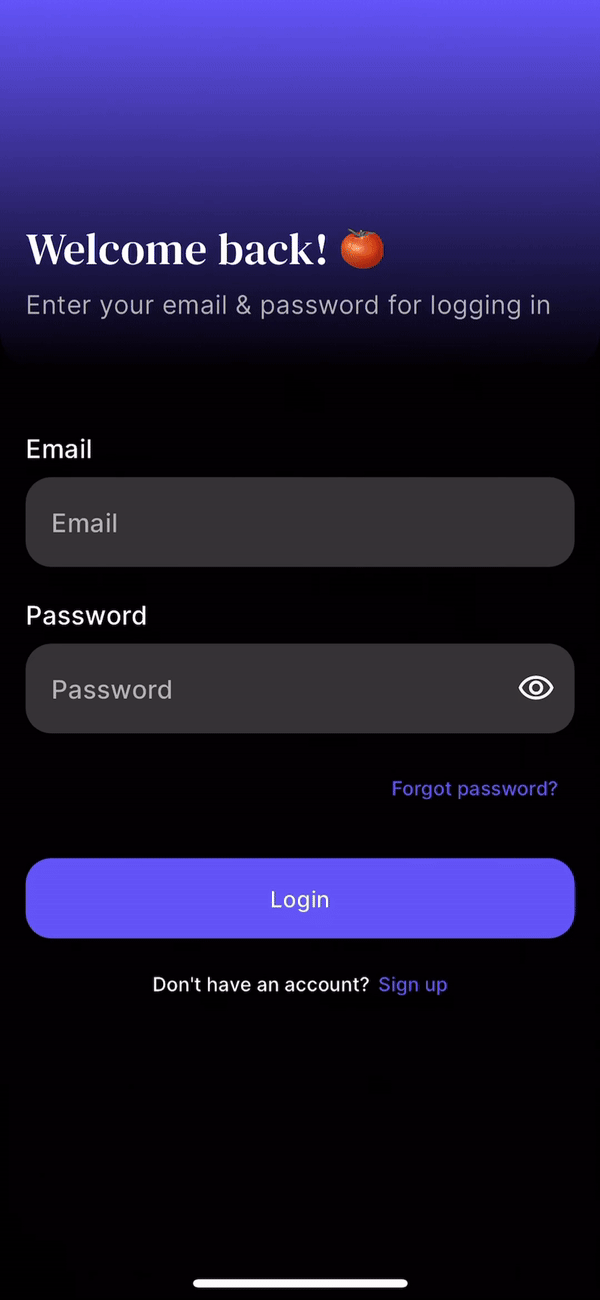 Welcome back! 🍅
Enter your email & password for logging in
Email
Email
Password
Password
Forgot password?
Login
Don't have an account? Sign up